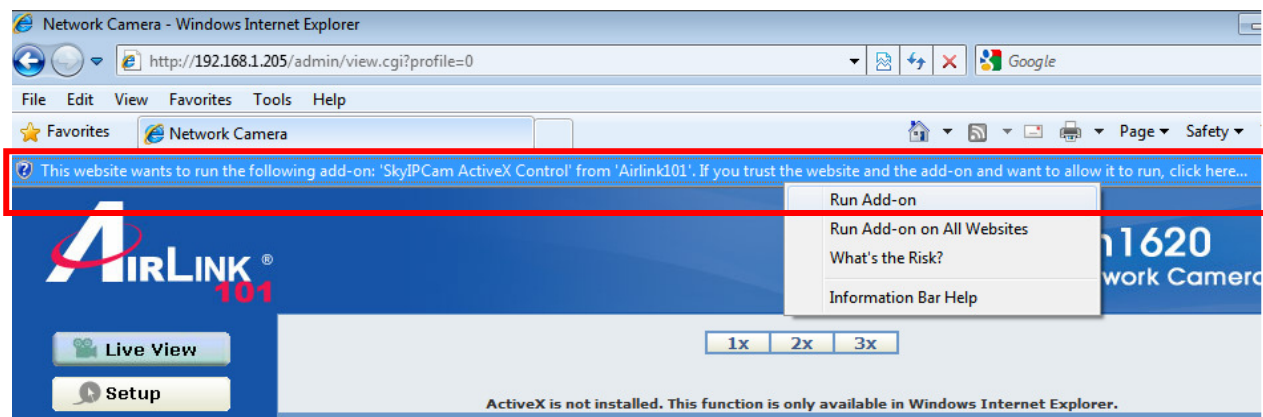 Network Camera - Windows Internet Explorer
http://192.168.1.205/admin/view.cgi?profile=0
Google
File Edit View Favorites Tools Help
Favorites Network Camera Page Safety
This website wants to run the following add-on: 'SkyIPCam ActiveX Control' from 'Airlink101'. If you trust the website and the add-on and want to allow it to run, click here...
Run Add-on
Run Add-on on All Websites
What's the Risk?
Information Bar Help
AIRLINK ®
101
1620
work Camera
Live View
1x 2x 3x
Setup
ActiveX is not installed. This function is only available in Windows Internet Explorer.